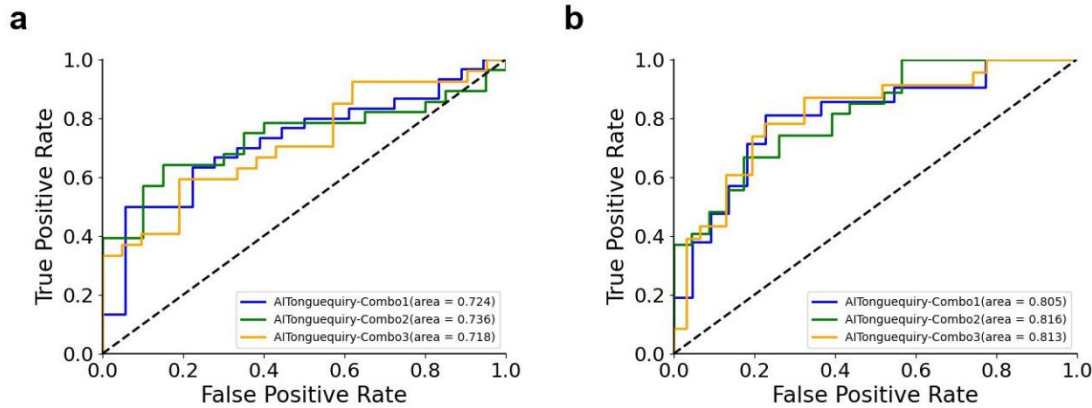 a
1.0
0.8
0.6
0.4
0.2
0.0
True Positive Rate
AITonguequiry-Combo1(area = 0.724)
AITonguequiry-Combo2(area = 0.736)
AITonguequiry-Combo3(area = 0.718)
0.0 0.2 0.4 0.6 0.8 1.0
False Positive Rate
b
1.0
0.8
0.6
0.4
0.2
0.0
True Positive Rate
AITonguequiry-Combo1(area = 0.805)
AITonguequiry-Combo2(area = 0.816)
AITonguequiry-Combo3(area = 0.813)
0.0 0.2 0.4 0.6 0.8 1.0
False Positive Rate